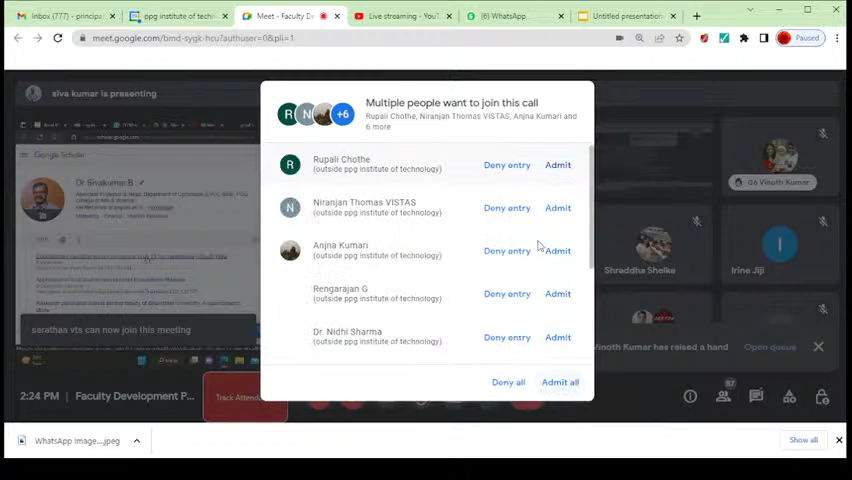 Inbox (777) - principa
ppg institute of techn
Meet - Faculty De
Live streaming - YouT
(6) WhatsApp
Untitled presentation
meet.google.com/bmd-sygk-hcu?authuser=0&pli=1
Paused
siva kumar is presenting
Multiple people want to join this call
Rupali Chothe, Niranjan Thomas VISTAS, Anjna Kumari and
6 more
R
N
+6
Google Scholar
Dr Sivakumar B
R
Rupali Chothe
(outside ppg institute of technology)
Deny entry
Admit
N
Niranjan Thomas VISTAS
(outside ppg institute of technology)
Deny entry
Admit
Anjna Kumari
(outside ppg institute of technology)
Deny entry
Admit
Rengarajan G
(outside ppg institute of technology)
Deny entry
Admit
Dr. Nidhi Sharma
(outside ppg institute of technology)
Deny entry
Admit
Deny all
Admit all
06 Vinoth Kumar
Shraddha Shelke
I
Irine Jiji
sarathaa vts can now join this meeting
Vinoth Kumar has raised a hand
Open queue
2:24 PM
Faculty Development P...
Track Attend
87
WhatsApp Image....jpeg
Show all